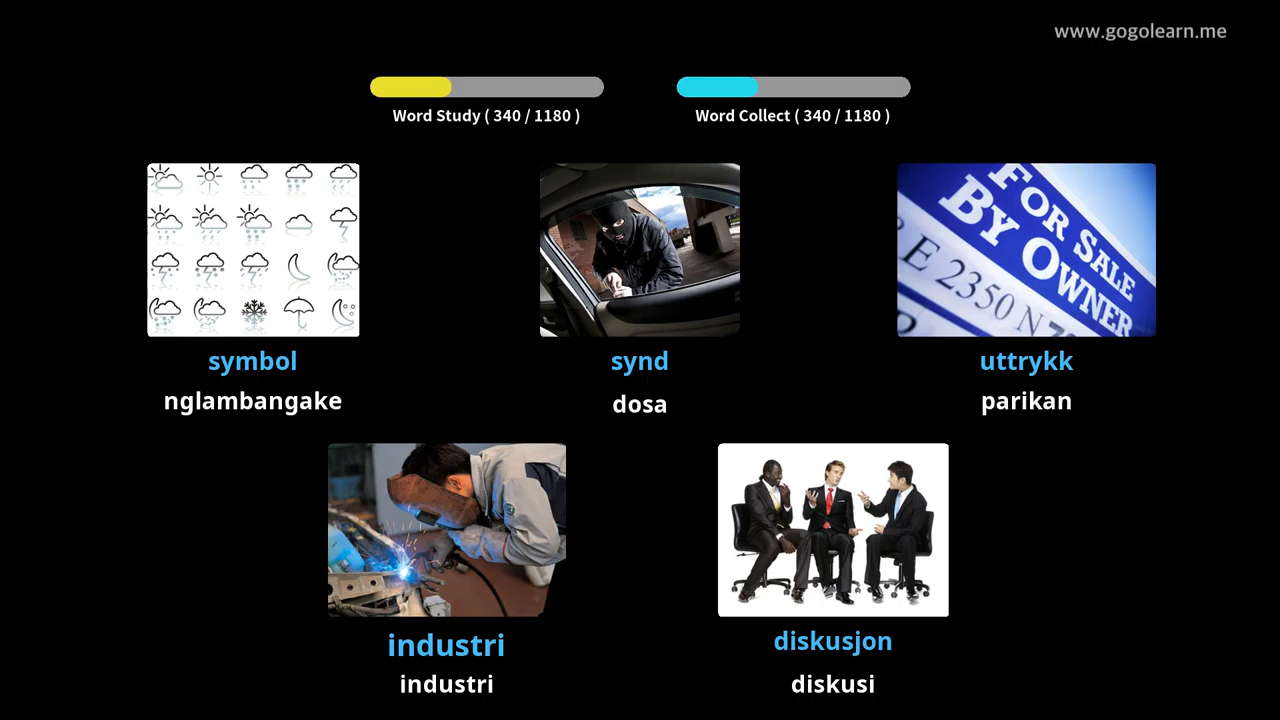 www.gogolearn.me
Word Study ( 340 / 1180 )
Word Collect ( 340 / 1180 )
FOR SALE
BY OWNER
E 2350 N
symbol
synd
uttrykk
nglambangake
dosa
parikan
industri
diskusjon
industri
diskusi